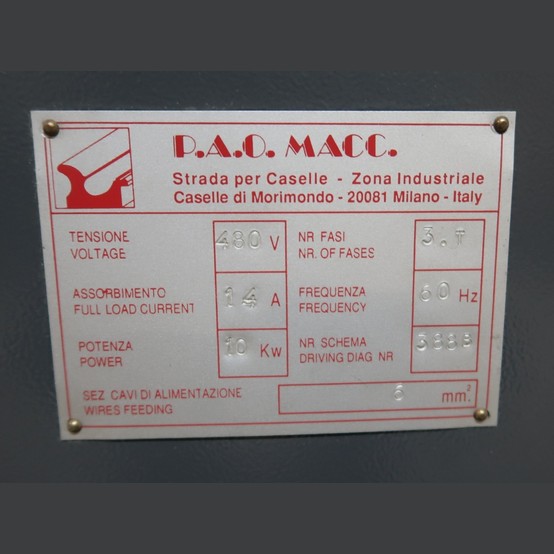 P.A.O. MACC.
Strada per Caselle - Zona Industriale
Caselle di Morimondo - 20081 Milano - Italy
TENSIONE
VOLTAGE
480 V
NR FASI
NR. OF FASES
ASSORBIMENTO
FULL LOAD CURRENT
14 A
FREQUENZA
FREQUENCY
60 Hz
POTENZA
POWER
10 Kw
NR SCHEMA
DRIVING DIAG NR
SEZ. CAVI DI ALIMENTAZIONE
WIRES FEEDING
6 mm.²